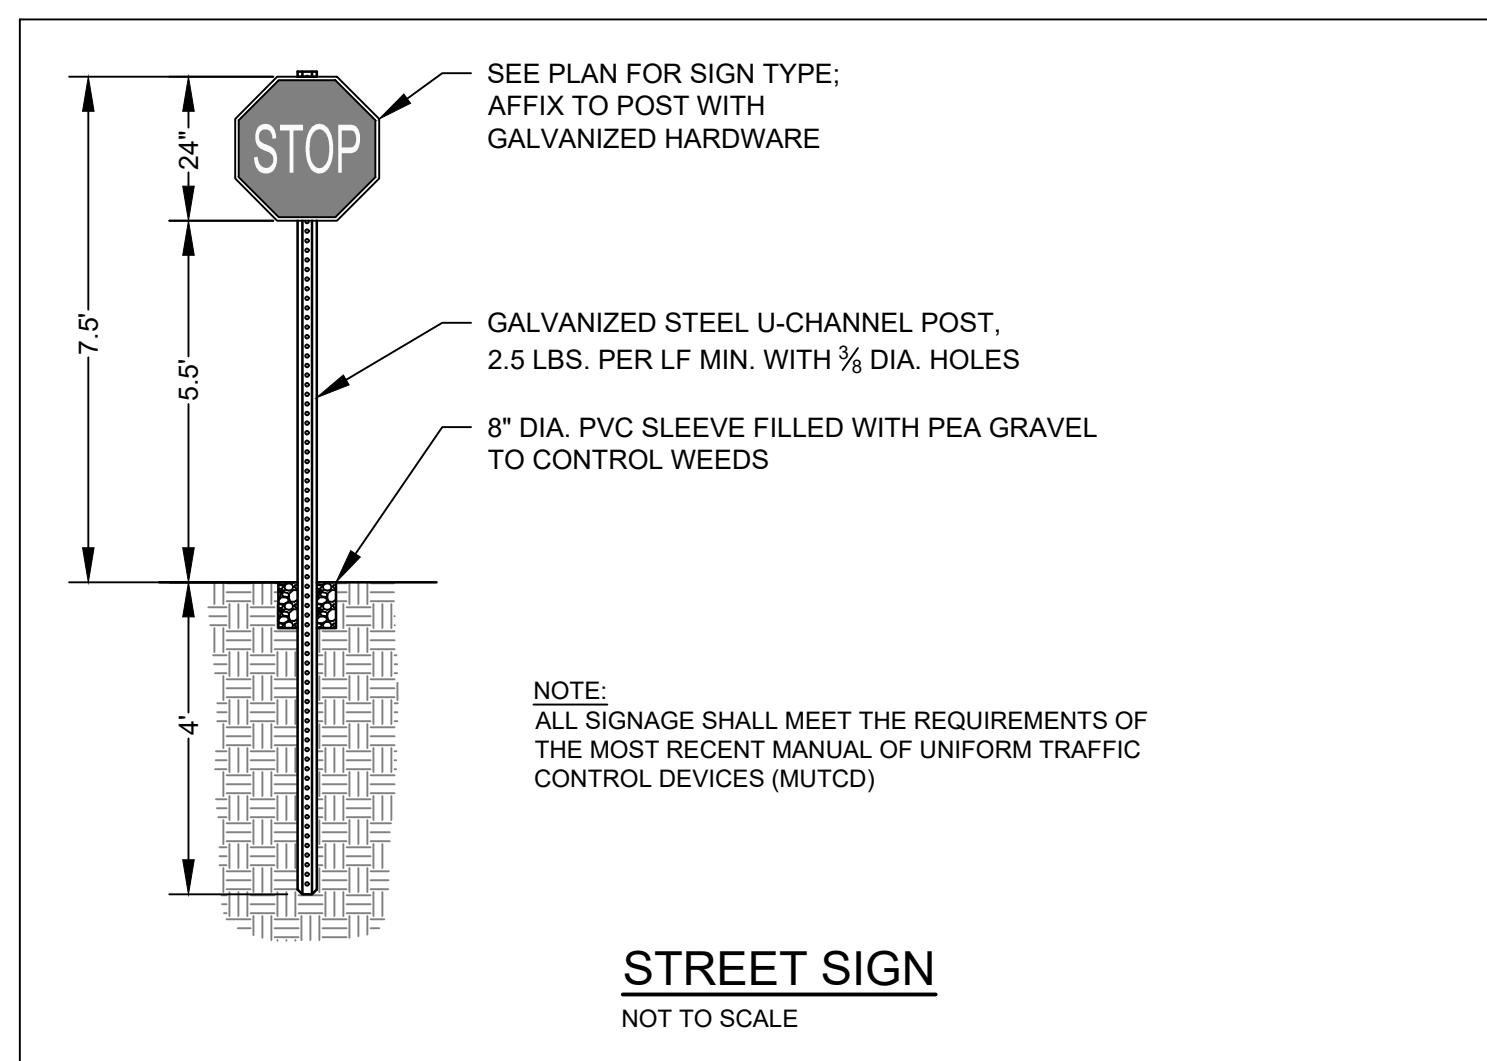 SEE PLAN FOR SIGN TYPE;
AFFIX TO POST WITH
GALVANIZED HARDWARE
STOP
24"
7.5'
5.5'
GALVANIZED STEEL U-CHANNEL POST,
2.5 LBS. PER LF MIN. WITH ⅜ DIA. HOLES
8" DIA. PVC SLEEVE FILLED WITH PEA GRAVEL
TO CONTROL WEEDS
4'
NOTE:
ALL SIGNAGE SHALL MEET THE REQUIREMENTS OF
THE MOST RECENT MANUAL OF UNIFORM TRAFFIC
CONTROL DEVICES (MUTCD)
STREET SIGN
NOT TO SCALE